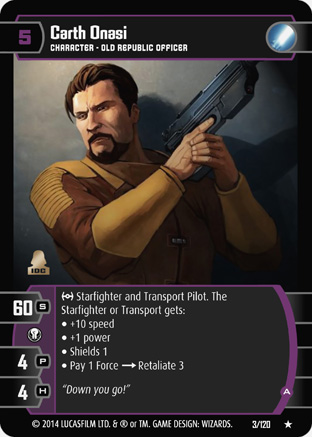 5
Carth Onasi
CHARACTER - OLD REPUBLIC OFFICER
IDC
60 S
4 P
4 H
Starfighter and Transport Pilot. The
Starfighter or Transport gets:
• +10 speed
• +1 power
• Shields 1
• Pay 1 Force → Retaliate 3
"Down you go!"
A
© 2014 LUCASFILM LTD. & ® or TM. GAME DESIGN: WIZARDS. 3/120 ★